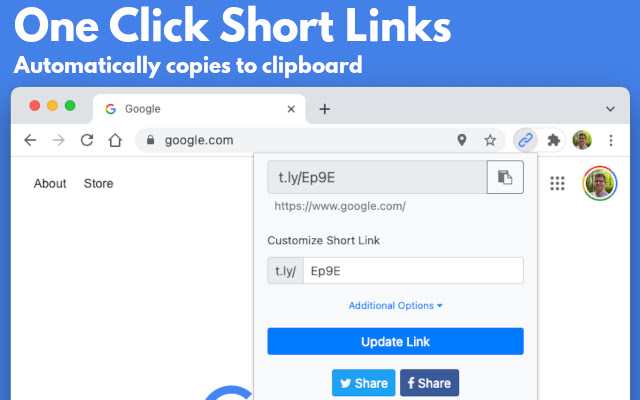 One Click Short Links
Automatically copies to clipboard
Google
google.com
About Store
t.ly/Ep9E
https://www.google.com/
Customize Short Link
t.ly/ Ep9E
Additional Options
Update Link
Share Share